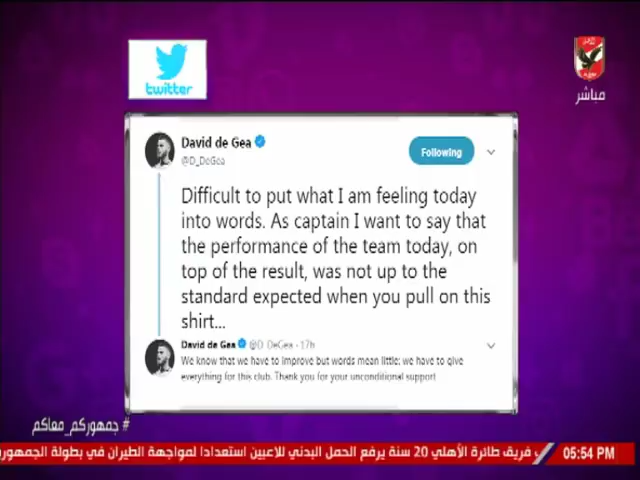 twitter
مباشر
David de Gea
@D_DeGea
Following
Difficult to put what I am feeling today
into words. As captain I want to say that
the performance of the team today, on
top of the result, was not up to the
standard expected when you pull on this
shirt...
David de Gea @D_DeGea · 17h
We know that we have to improve but words mean little: we have to give
everything for this club. Thank you for your unconditional support
#جمهوركم_معاكم
فريق طائرة الأهلي 20 سنة يرفع الحمل البدني للاعبين استعدادا لمواجهة الطيران في بطولة الجمهور
05:54 PM